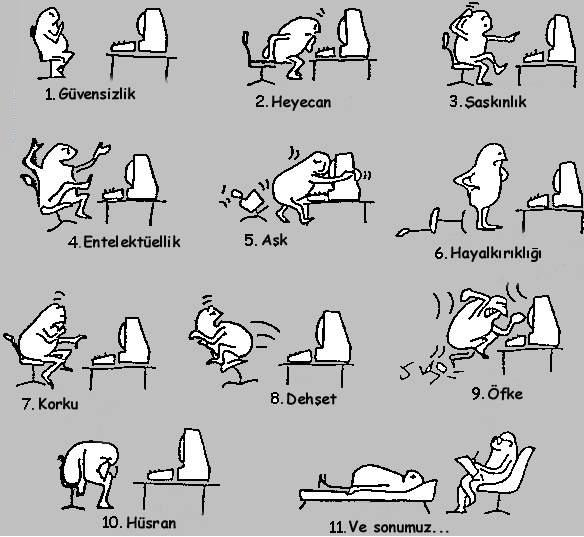 1. Güvensizlik
2. Heyecan
3. Şaskınlık
4. Entelektüellik
5. Aşk
6. Hayalkırıklığı
7. Korku
8. Dehşet
9. Öfke
10. Hüsran
11. Ve sonumuz...